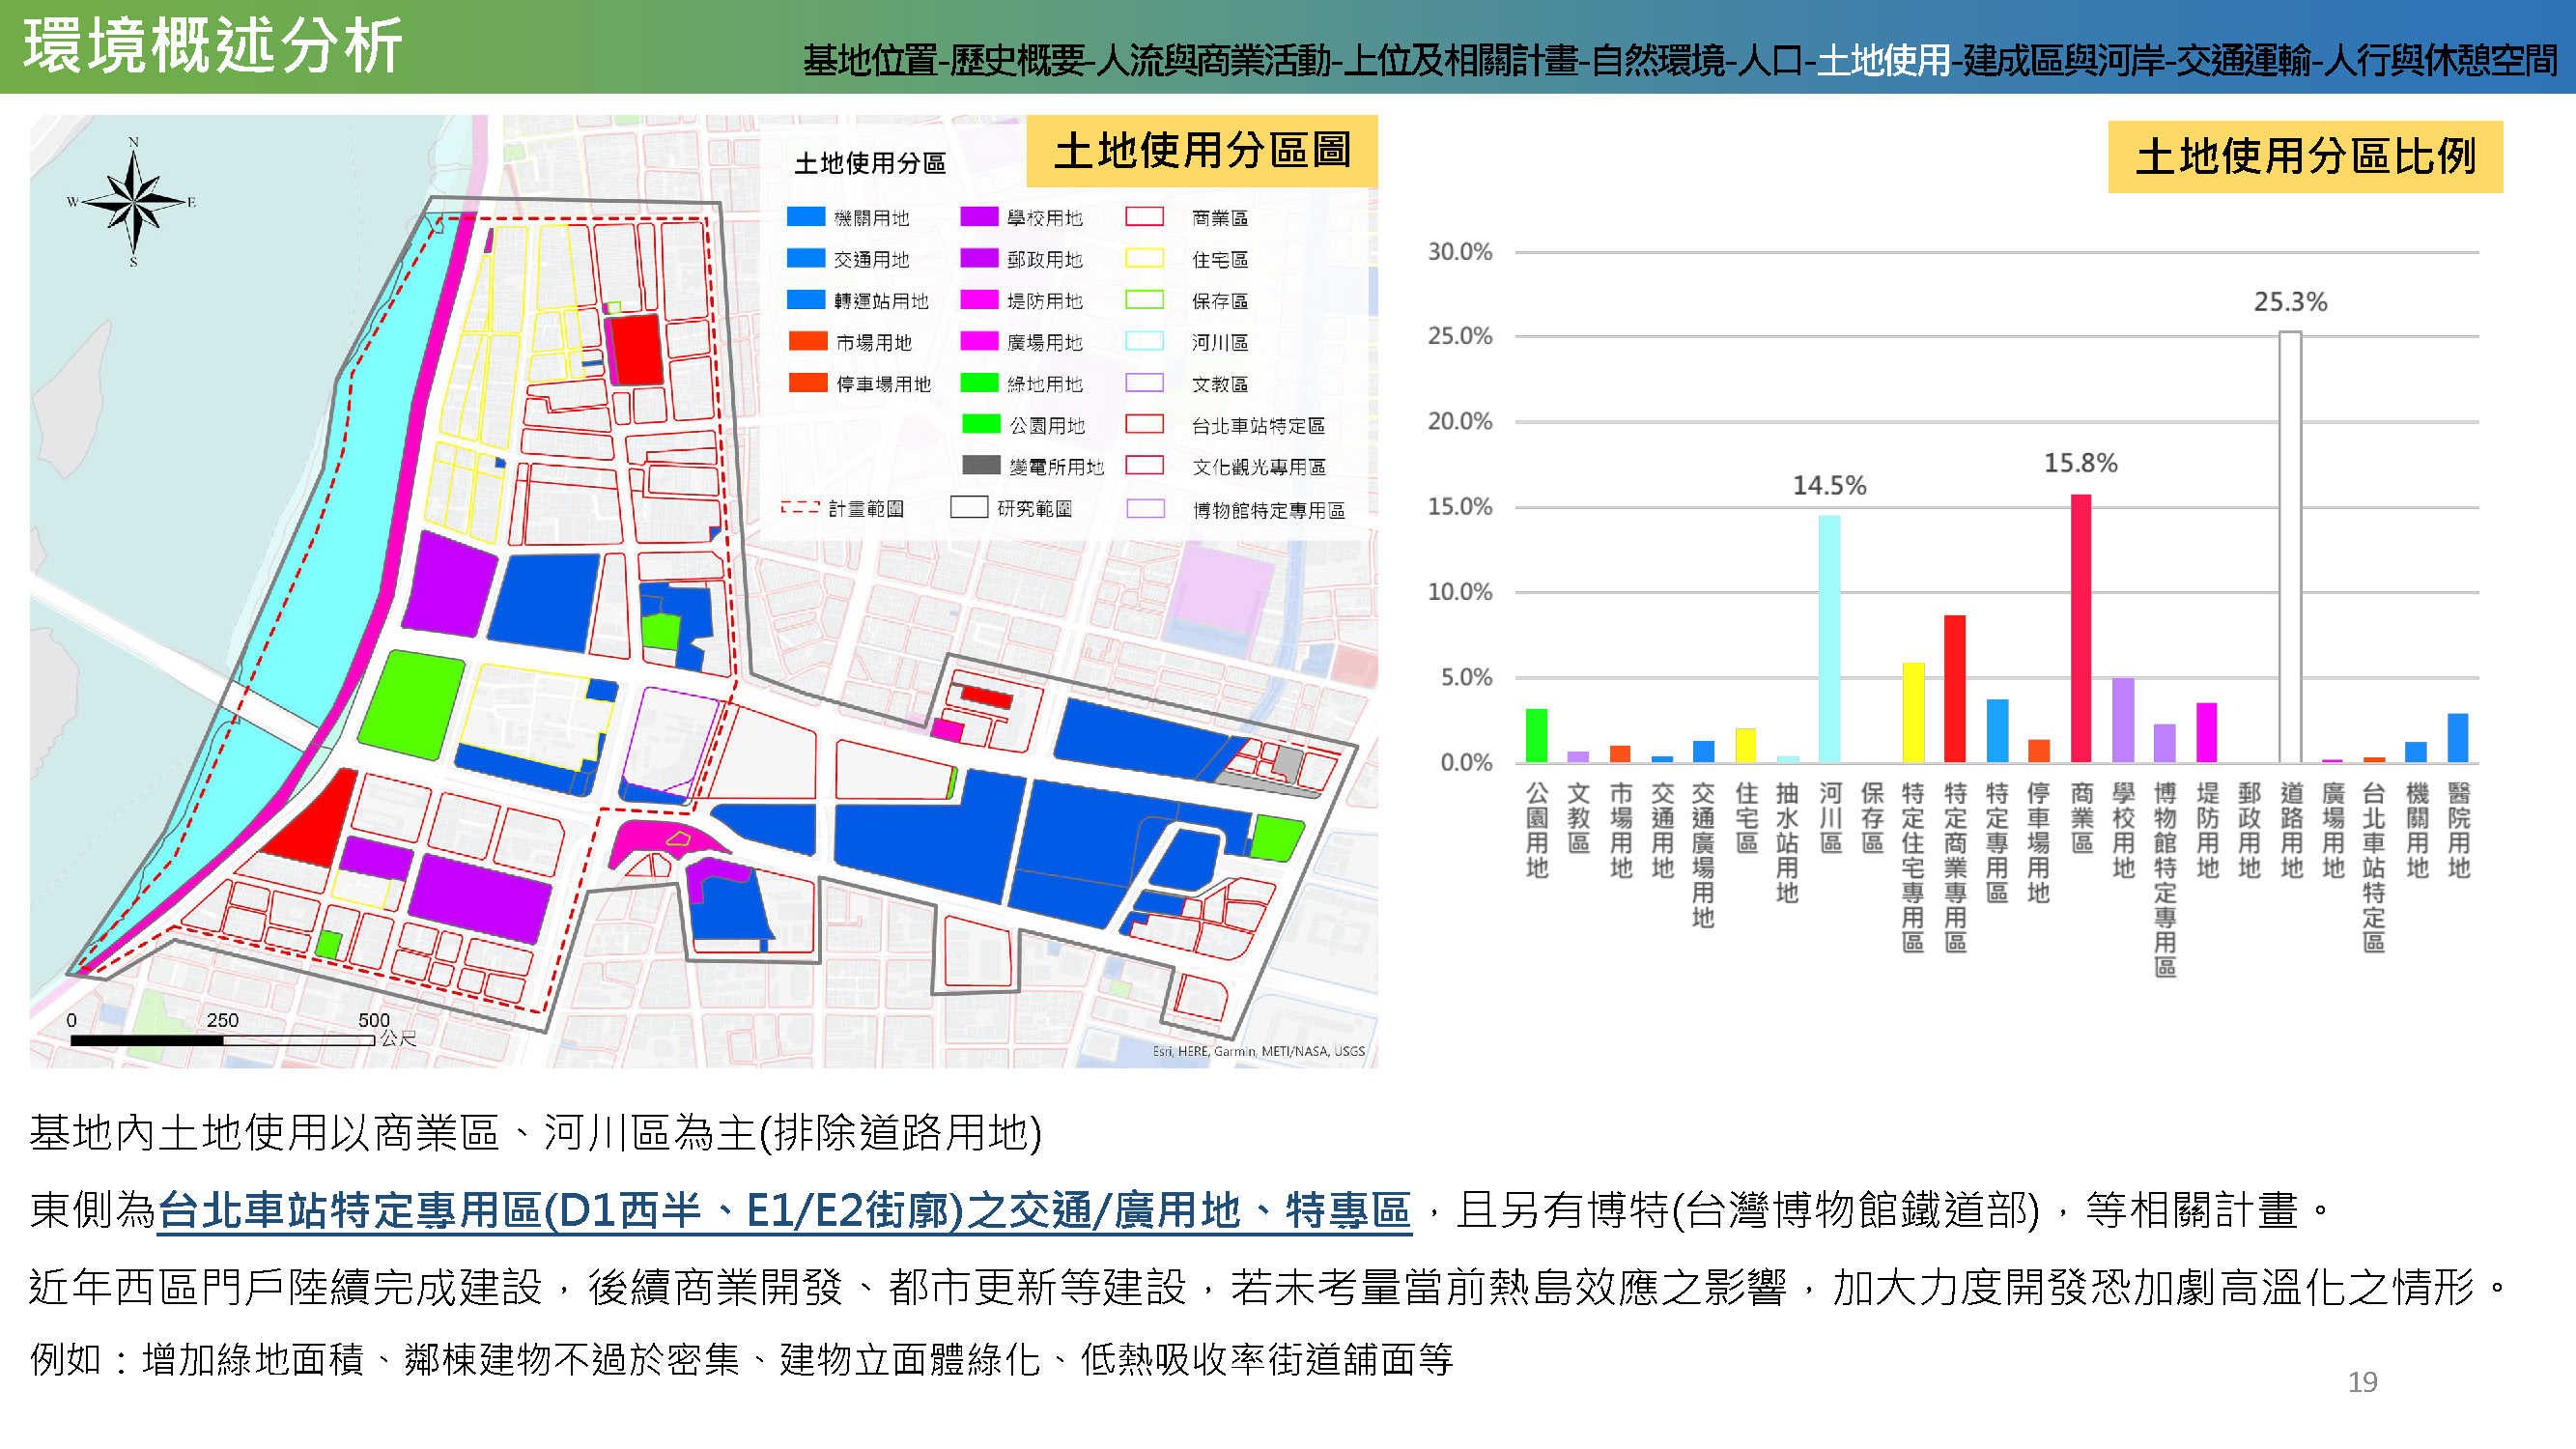 環境概述分析
基地位置-歷史概要-人流與商業活動-上位及相關計畫-自然環境-人口-土地使用-建成區與河岸-交通運輸-人行與休憩空間
土地使用分區圖
N
W
E
S
土地使用分區
機關用地
學校用地
商業區
交通用地
郵政用地
住宅區
轉運站用地
堤防用地
保存區
市場用地
廣場用地
河川區
停車場用地
綠地用地
文教區
公園用地
台北車站特定區
變電所用地
文化觀光專用區
計畫範圍
研究範圍
博物館特定專用區
0
250
500
公尺
Esri, HERE, Garmin, METI/NASA, USGS
土地使用分區比例
30.0%
25.0%
20.0%
15.0%
10.0%
5.0%
0.0%
14.5%
15.8%
25.3%
公園用地
文教區
市場用地
交通用地
交通廣場用地
住宅區
抽水站用地
河川區
保存區
特定住宅專用區
特定商業專用區
特定專用區
停車場用地
商業區
學校用地
博物館特定專用區
堤防用地
郵政用地
道路用地
廣場用地
台北車站特定區
機關用地
醫院用地
基地內土地使用以商業區、河川區為主(排除道路用地)
東側為台北車站特定專用區(D1西半、E1/E2街廓)之交通/廣用地、特專區，且另有博特(台灣博物館鐵道部)，等相關計畫。
近年西區門戶陸續完成建設，後續商業開發、都市更新等建設，若未考量當前熱島效應之影響，加大力度開發恐加劇高溫化之情形。
例如：增加綠地面積、鄰棟建物不過於密集、建物立面體綠化、低熱吸收率街道舖面等
19